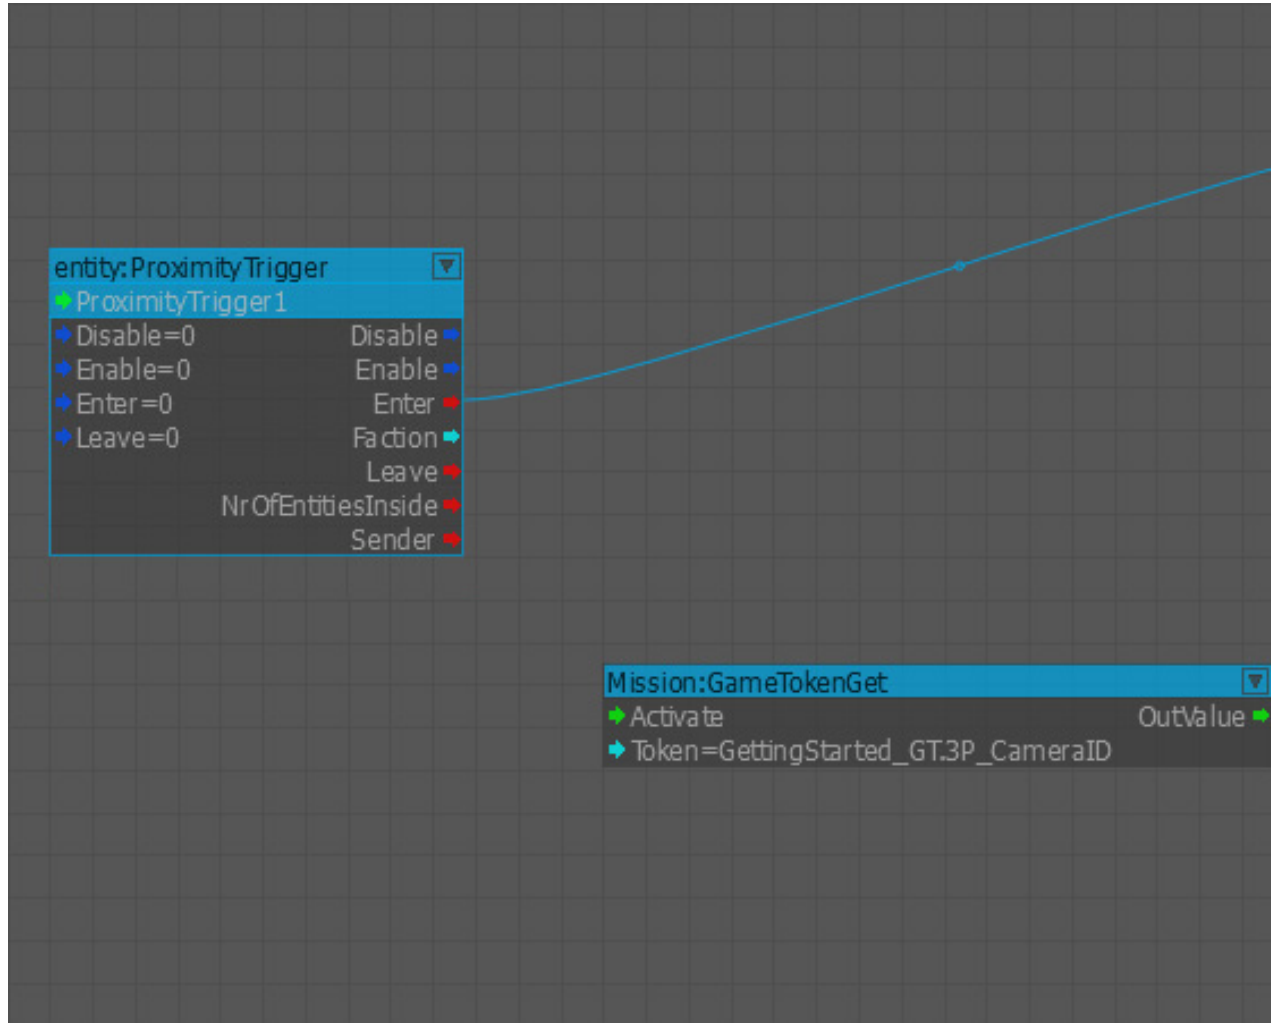 entity:ProximityTrigger
ProximityTrigger1
Disable=0 Disable
Enable=0 Enable
Enter=0 Enter
Leave=0 Faction
Leave
NrOfEntitiesInside
Sender
Mission:GameTokenGet
Activate OutValue
Token=GettingStarted_GT.3P_CameraID